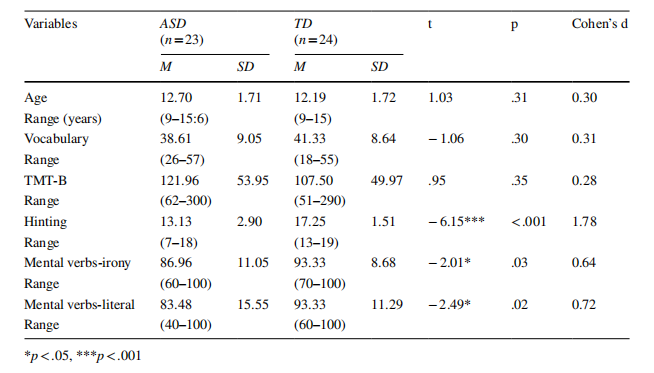 Variables ASD TD t p Cohen's d
(n=23) (n=24)
M SD M SD
Age 12.70 1.71 12.19 1.72 1.03 .31 0.30
Range (years) (9–15:6) (9–15)
Vocabulary 38.61 9.05 41.33 8.64 − 1.06 .30 0.31
Range (26–57) (18–55)
TMT-B 121.96 53.95 107.50 49.97 .95 .35 0.28
Range (62–300) (51–290)
Hinting 13.13 2.90 17.25 1.51 − 6.15*** <.001 1.78
Range (7–18) (13–19)
Mental verbs-irony 86.96 11.05 93.33 8.68 − 2.01* .03 0.64
Range (60–100) (70–100)
Mental verbs-literal 83.48 15.55 93.33 11.29 −2.49* .02 0.72
Range (40–100) (60–100)
*p<.05, ***p<.001